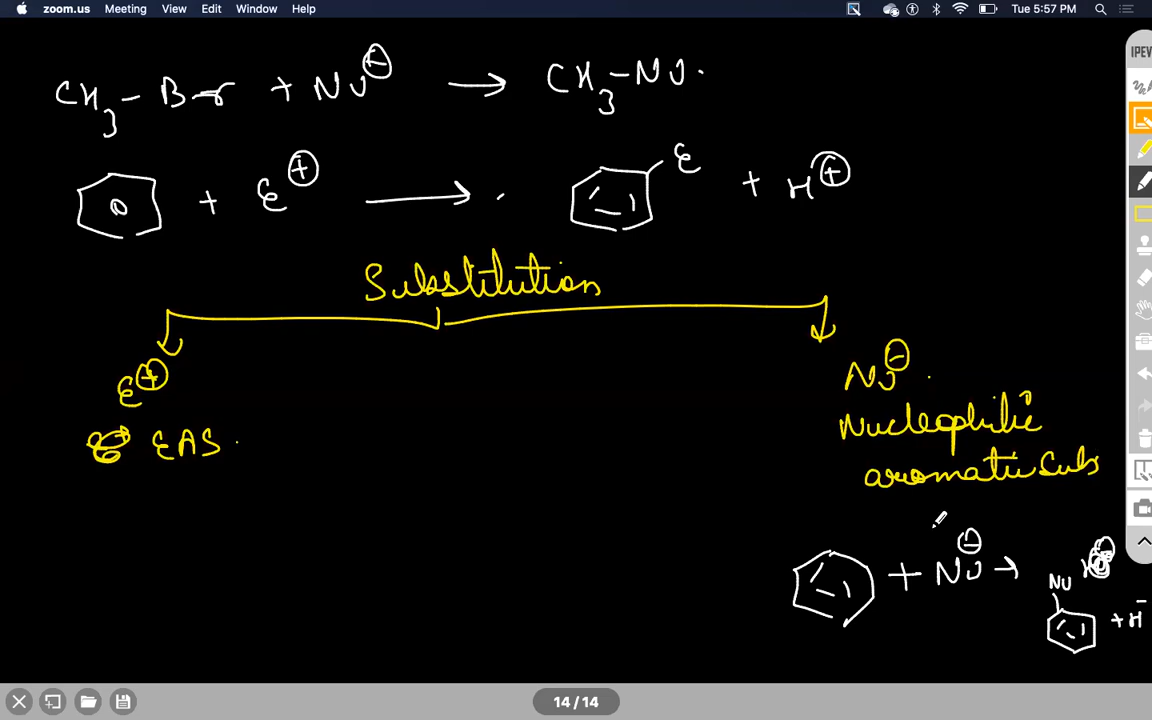 zoom.us Meeting View Edit Window Help Tue 5:57 PM
IPEV
CH3 – Br + Nu⊖ → CH3 – Nu.
+ E⊕ → E + H⊕
Substitution
E⊕
EAS.
Nu⊖.
Nucleophilic
aromatic Subs
+ Nu⊖ → Nu
+ H⁻
14 / 14